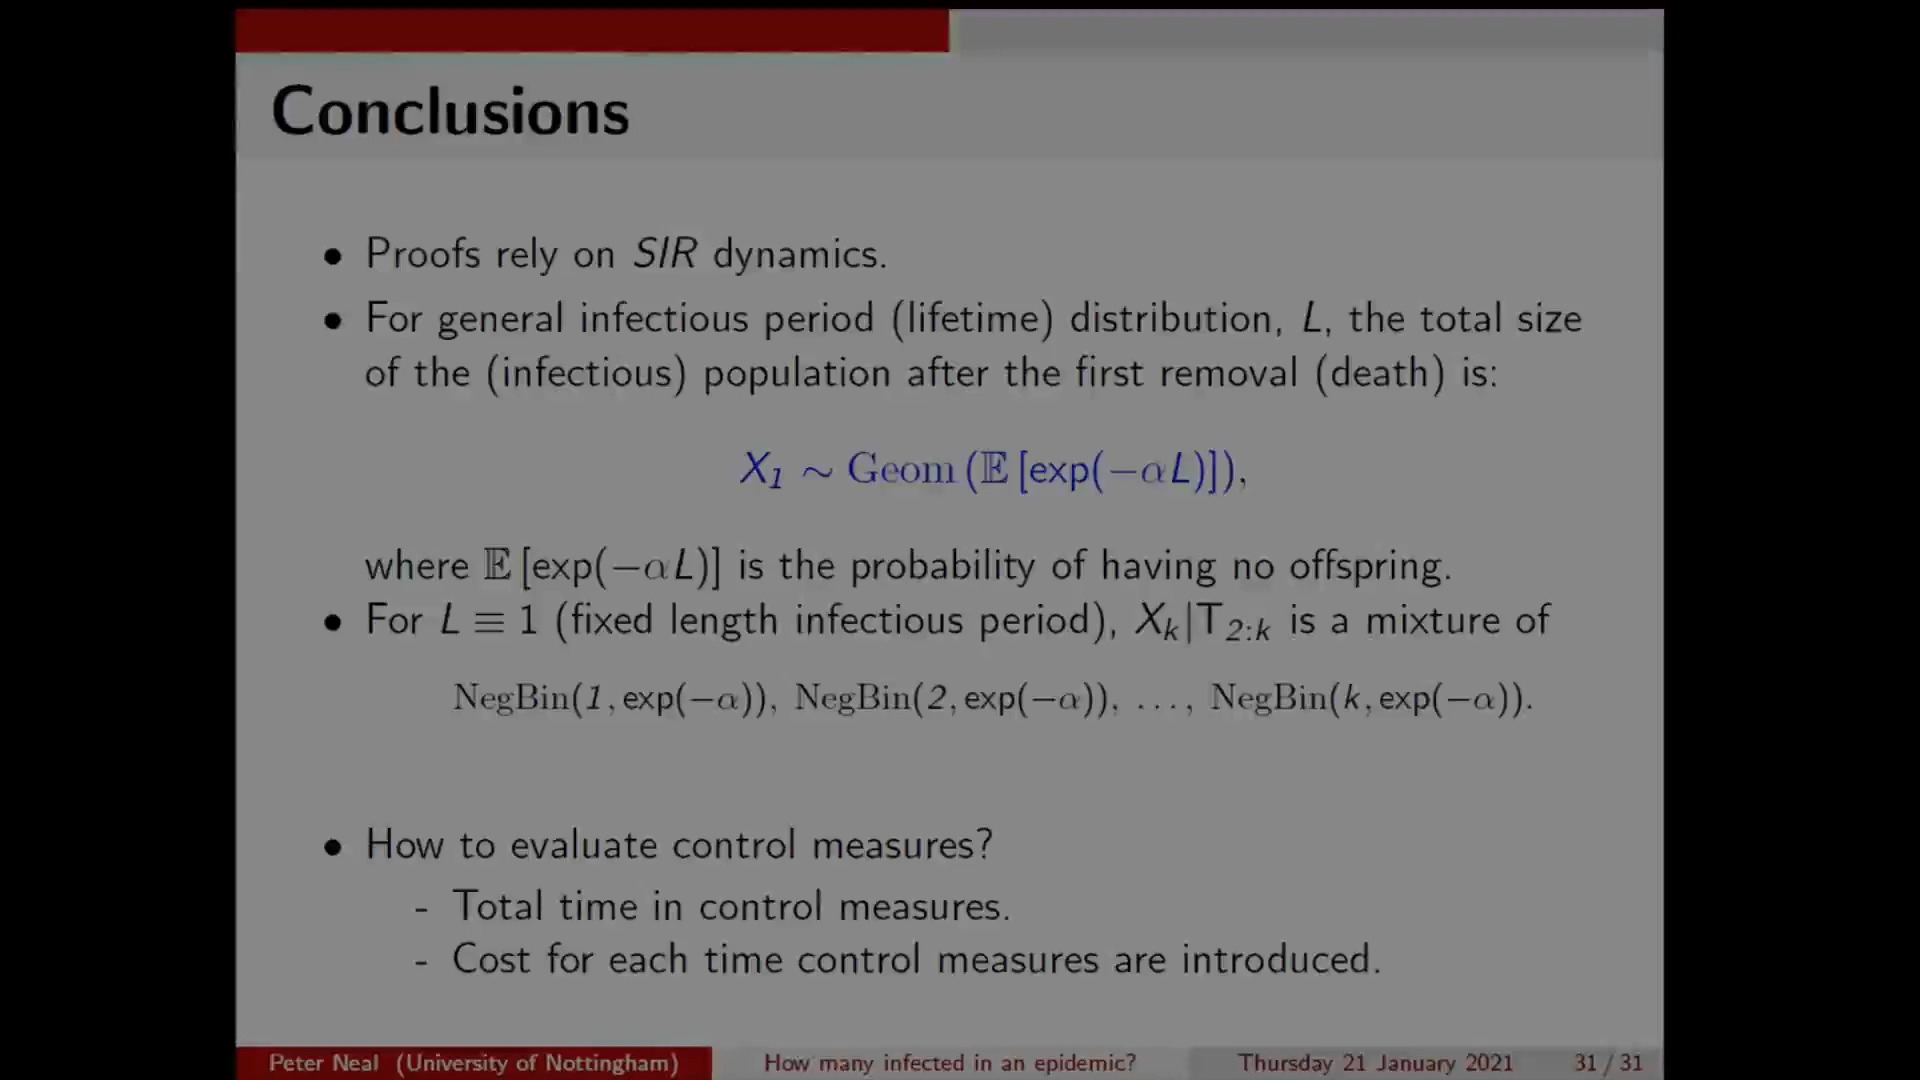 Conclusions
• Proofs rely on SIR dynamics.
• For general infectious period (lifetime) distribution, L, the total size
of the (infectious) population after the first removal (death) is:
X₁ ∼ Geom (𝔼 [exp(−αL)]),
where 𝔼 [exp(−αL)] is the probability of having no offspring.
• For L ≡ 1 (fixed length infectious period), Xₖ|T₂:ₖ is a mixture of
NegBin(1, exp(−α)), NegBin(2, exp(−α)), ..., NegBin(k, exp(−α)).
• How to evaluate control measures?
- Total time in control measures.
- Cost for each time control measures are introduced.
Peter Neal (University of Nottingham) How many infected in an epidemic? Thursday 21 January 2021 31 / 31